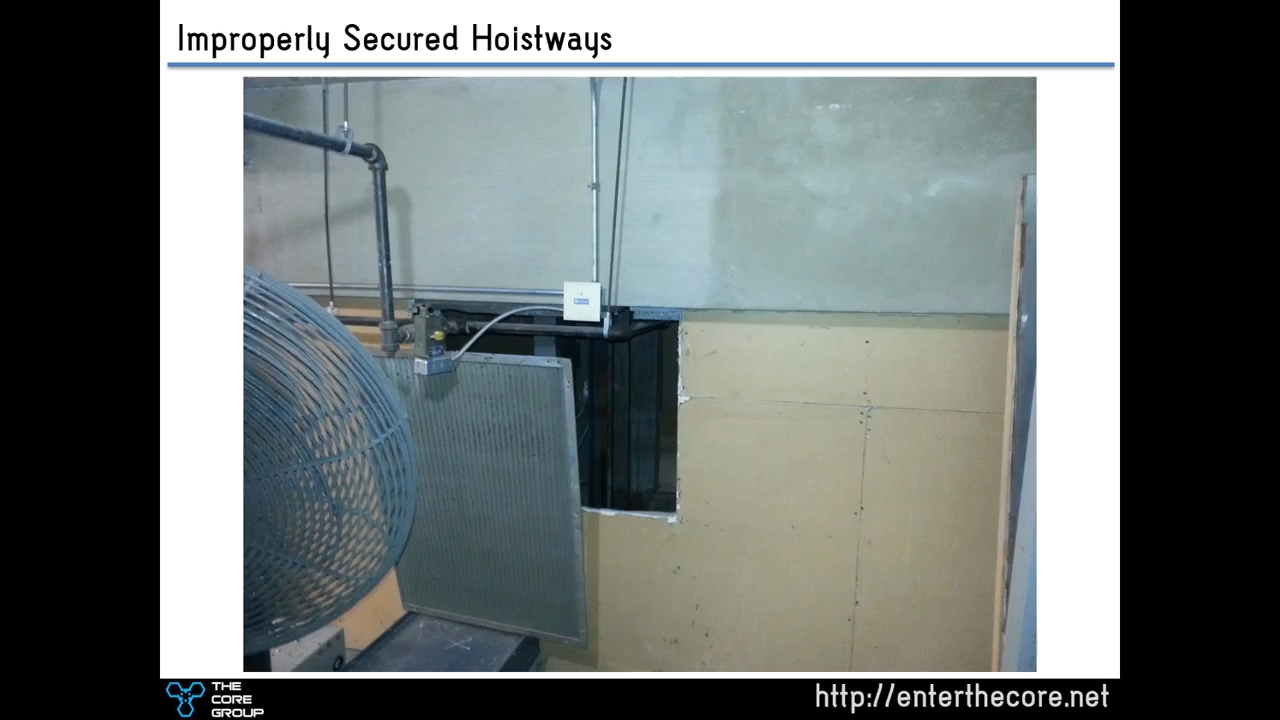 Improperly Secured Hoistways
THE
CORE
GROUP
http://enterthecore.net